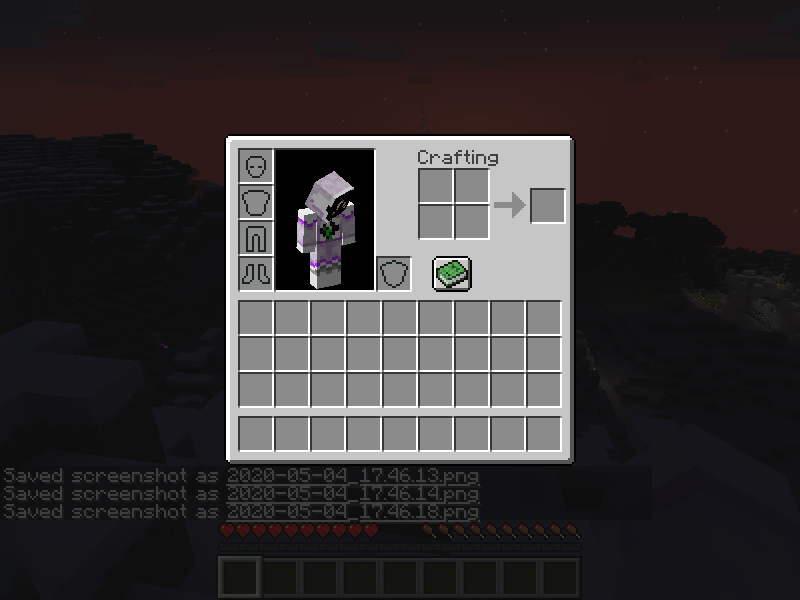 Crafting
Saved screenshot as 2020-05-04_17.46.13.png
Saved screenshot as 2020-05-04_17.46.14.png
Saved screenshot as 2020-05-04_17.46.18.png